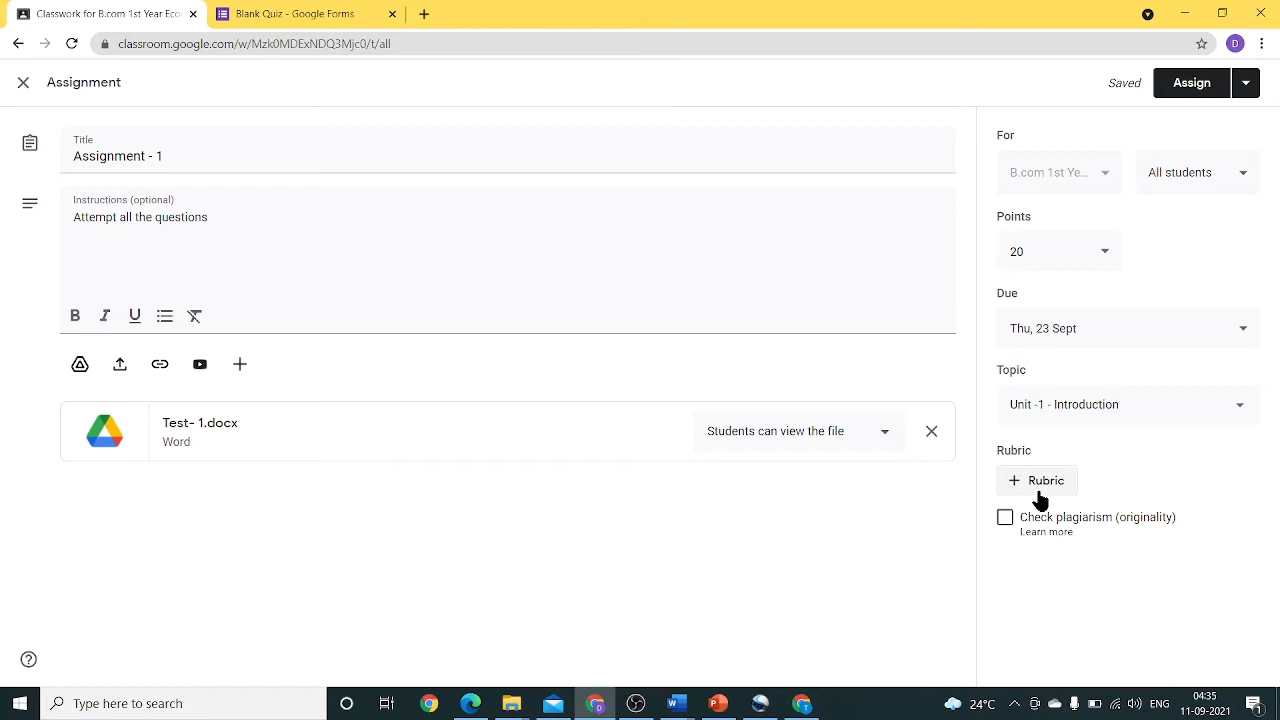 Classwork for B.com 1st Year Eco
Blank Quiz - Google Forms
classroom.google.com/w/Mzk0MDExNDQ3Mjc0/t/all
D
Assignment
Saved
Assign
Title
Assignment - 1
Instructions (optional)
Attempt all the questions
B I U
Test- 1.docx
Word
Students can view the file
For
B.com 1st Ye...
All students
Points
20
Due
Thu, 23 Sept
Topic
Unit -1 - Introduction
Rubric
+ Rubric
Check plagiarism (originality)
Learn more
Type here to search
24°C
ENG
04:35
11-09-2021